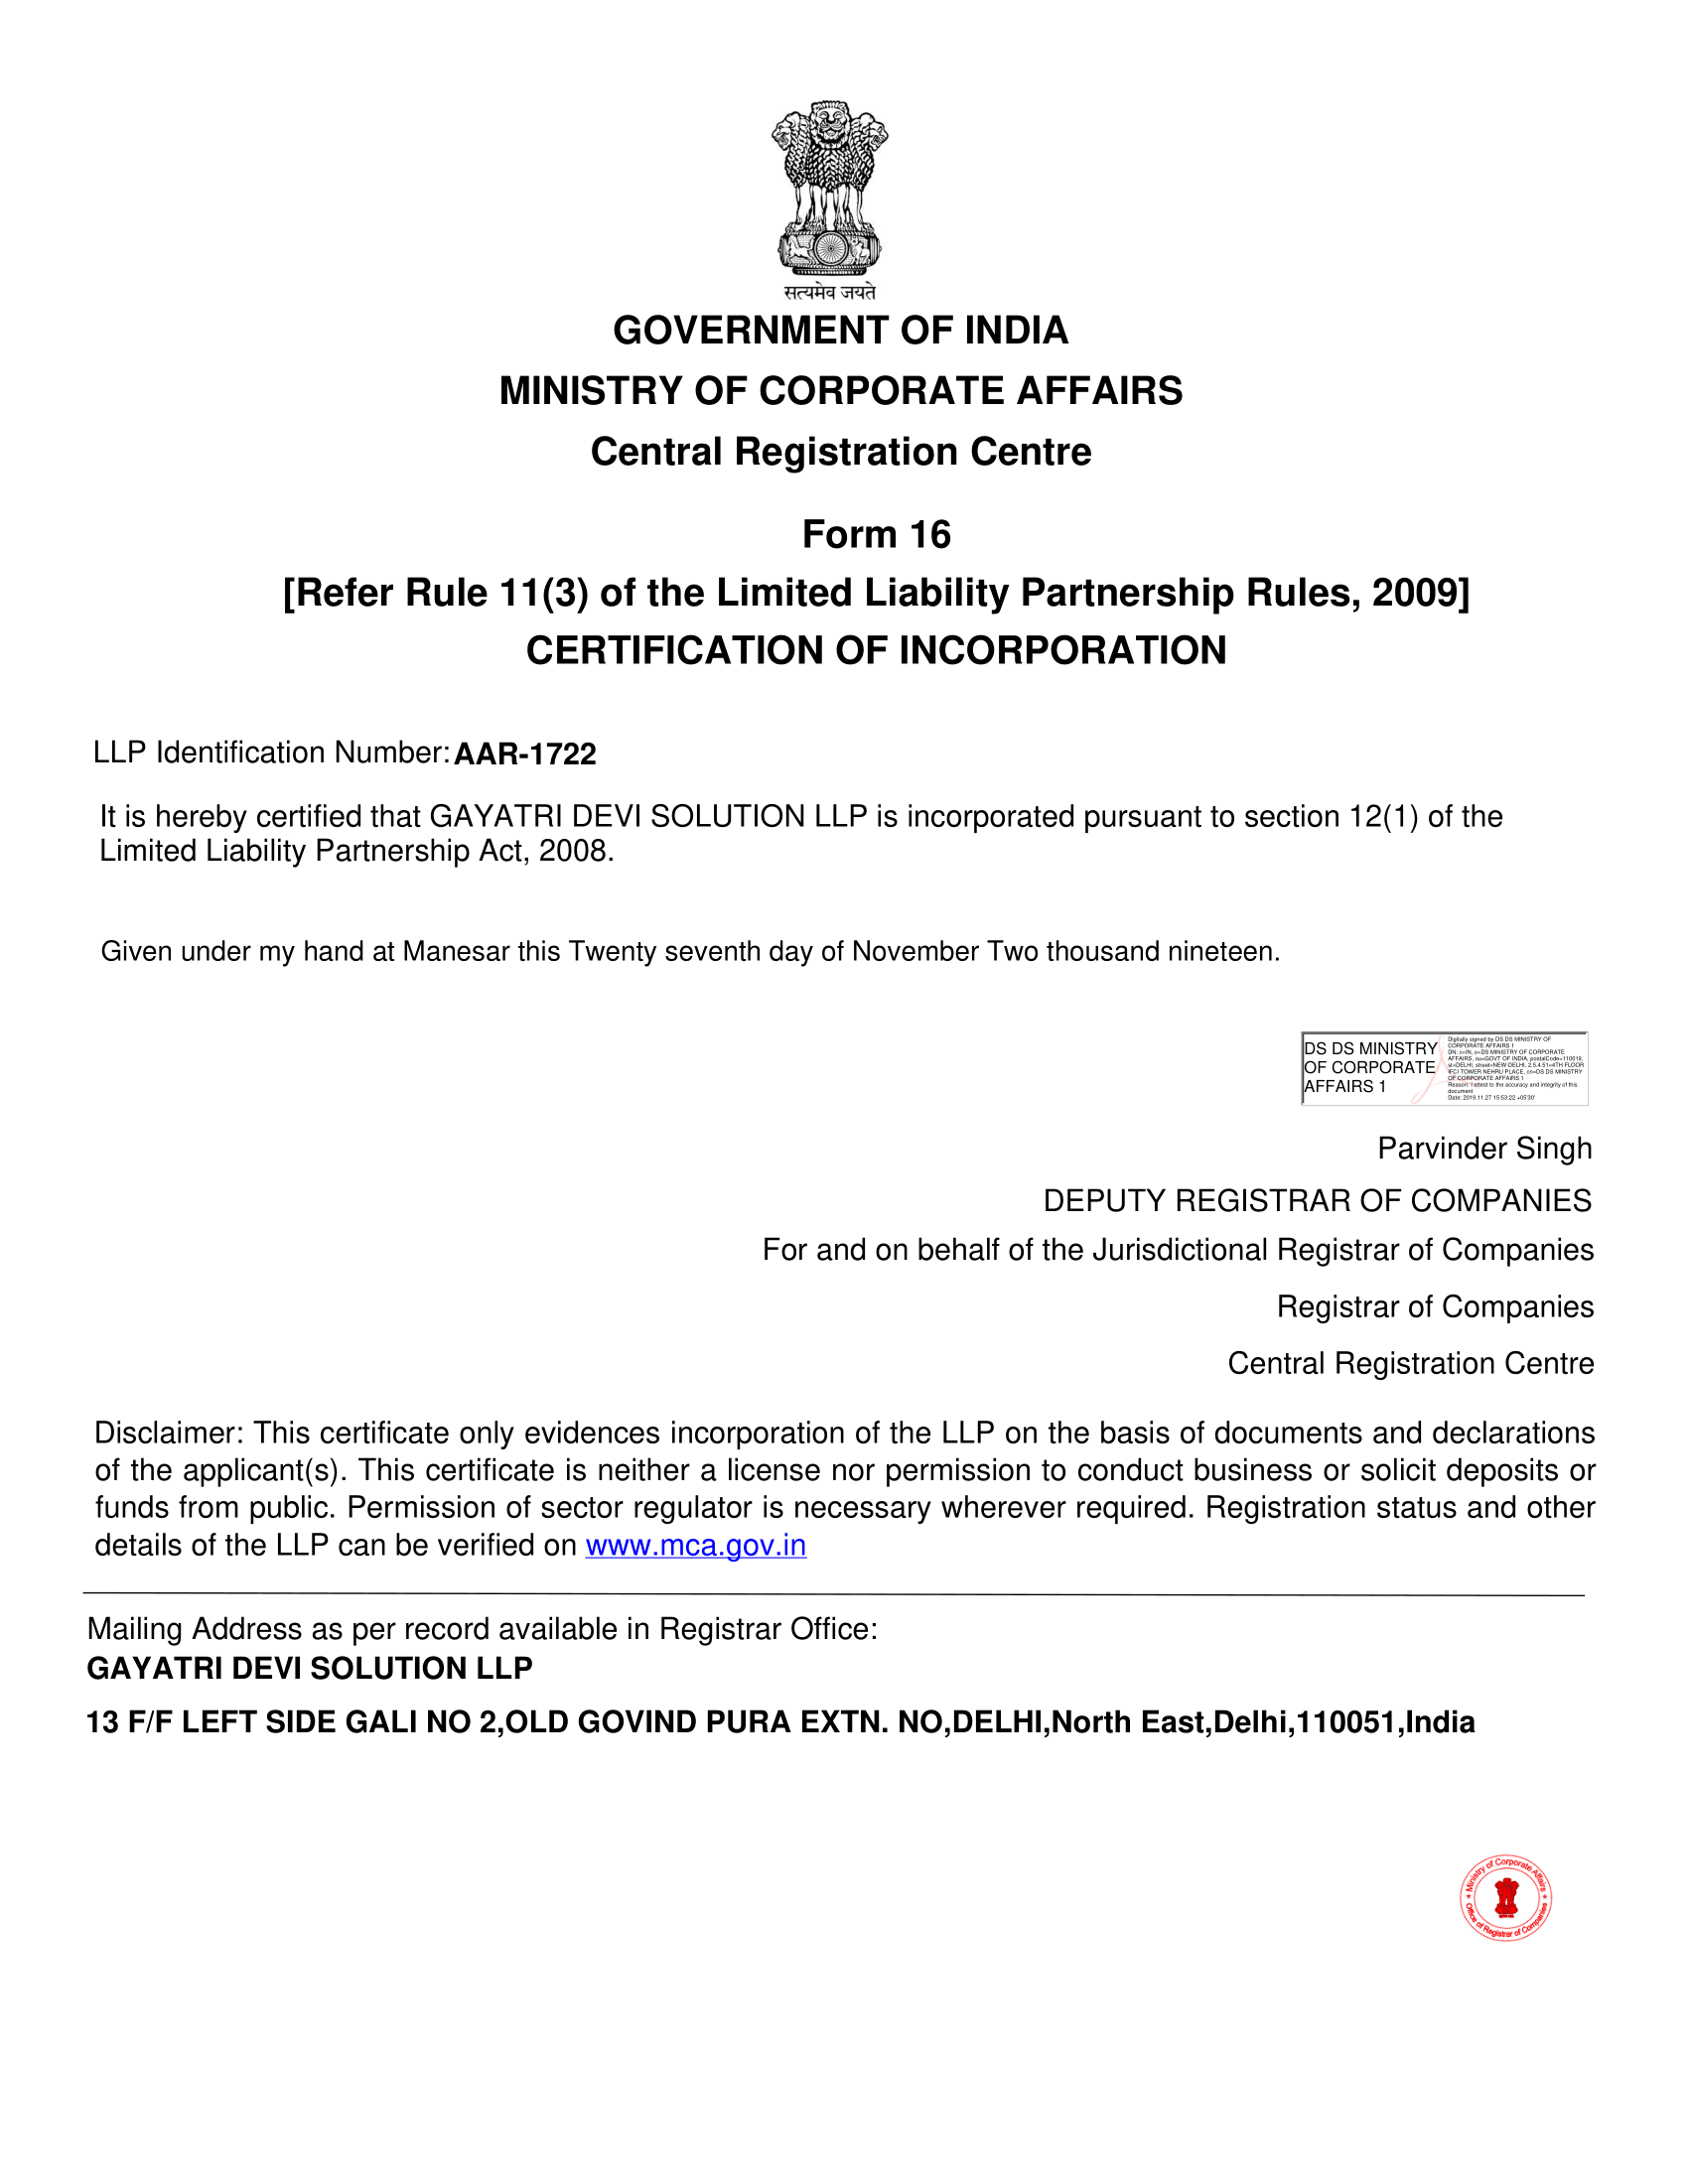 सत्यमेव जयते
GOVERNMENT OF INDIA
MINISTRY OF CORPORATE AFFAIRS
Central Registration Centre
Form 16
[Refer Rule 11(3) of the Limited Liability Partnership Rules, 2009]
CERTIFICATION OF INCORPORATION
LLP Identification Number: AAR-1722
It is hereby certified that GAYATRI DEVI SOLUTION LLP is incorporated pursuant to section 12(1) of the
Limited Liability Partnership Act, 2008.
Given under my hand at Manesar this Twenty seventh day of November Two thousand nineteen.
DS DS MINISTRY
OF CORPORATE
AFFAIRS 1
Digitally signed by DS DS MINISTRY OF
CORPORATE AFFAIRS 1
DN: c=IN, o=DS MINISTRY OF CORPORATE
AFFAIRS, ou=GOVT OF INDIA, postalCode=110019,
st=DELHI, street=NEW DELHI, 2.5.4.51=4TH FLOOR
IFCI TOWER NEHRU PLACE, cn=DS DS MINISTRY
OF CORPORATE AFFAIRS 1
Reason: I attest to the accuracy and integrity of this
document
Date: 2019.11.27 15:53:22 +05'30'
Parvinder Singh
DEPUTY REGISTRAR OF COMPANIES
For and on behalf of the Jurisdictional Registrar of Companies
Registrar of Companies
Central Registration Centre
Disclaimer: This certificate only evidences incorporation of the LLP on the basis of documents and declarations
of the applicant(s). This certificate is neither a license nor permission to conduct business or solicit deposits or
funds from public. Permission of sector regulator is necessary wherever required. Registration status and other
details of the LLP can be verified on www.mca.gov.in
Mailing Address as per record available in Registrar Office:
GAYATRI DEVI SOLUTION LLP
13 F/F LEFT SIDE GALI NO 2,OLD GOVIND PURA EXTN. NO,DELHI,North East,Delhi,110051,India
* Ministry of Corporate Affairs *
Office of Registrar of Companies